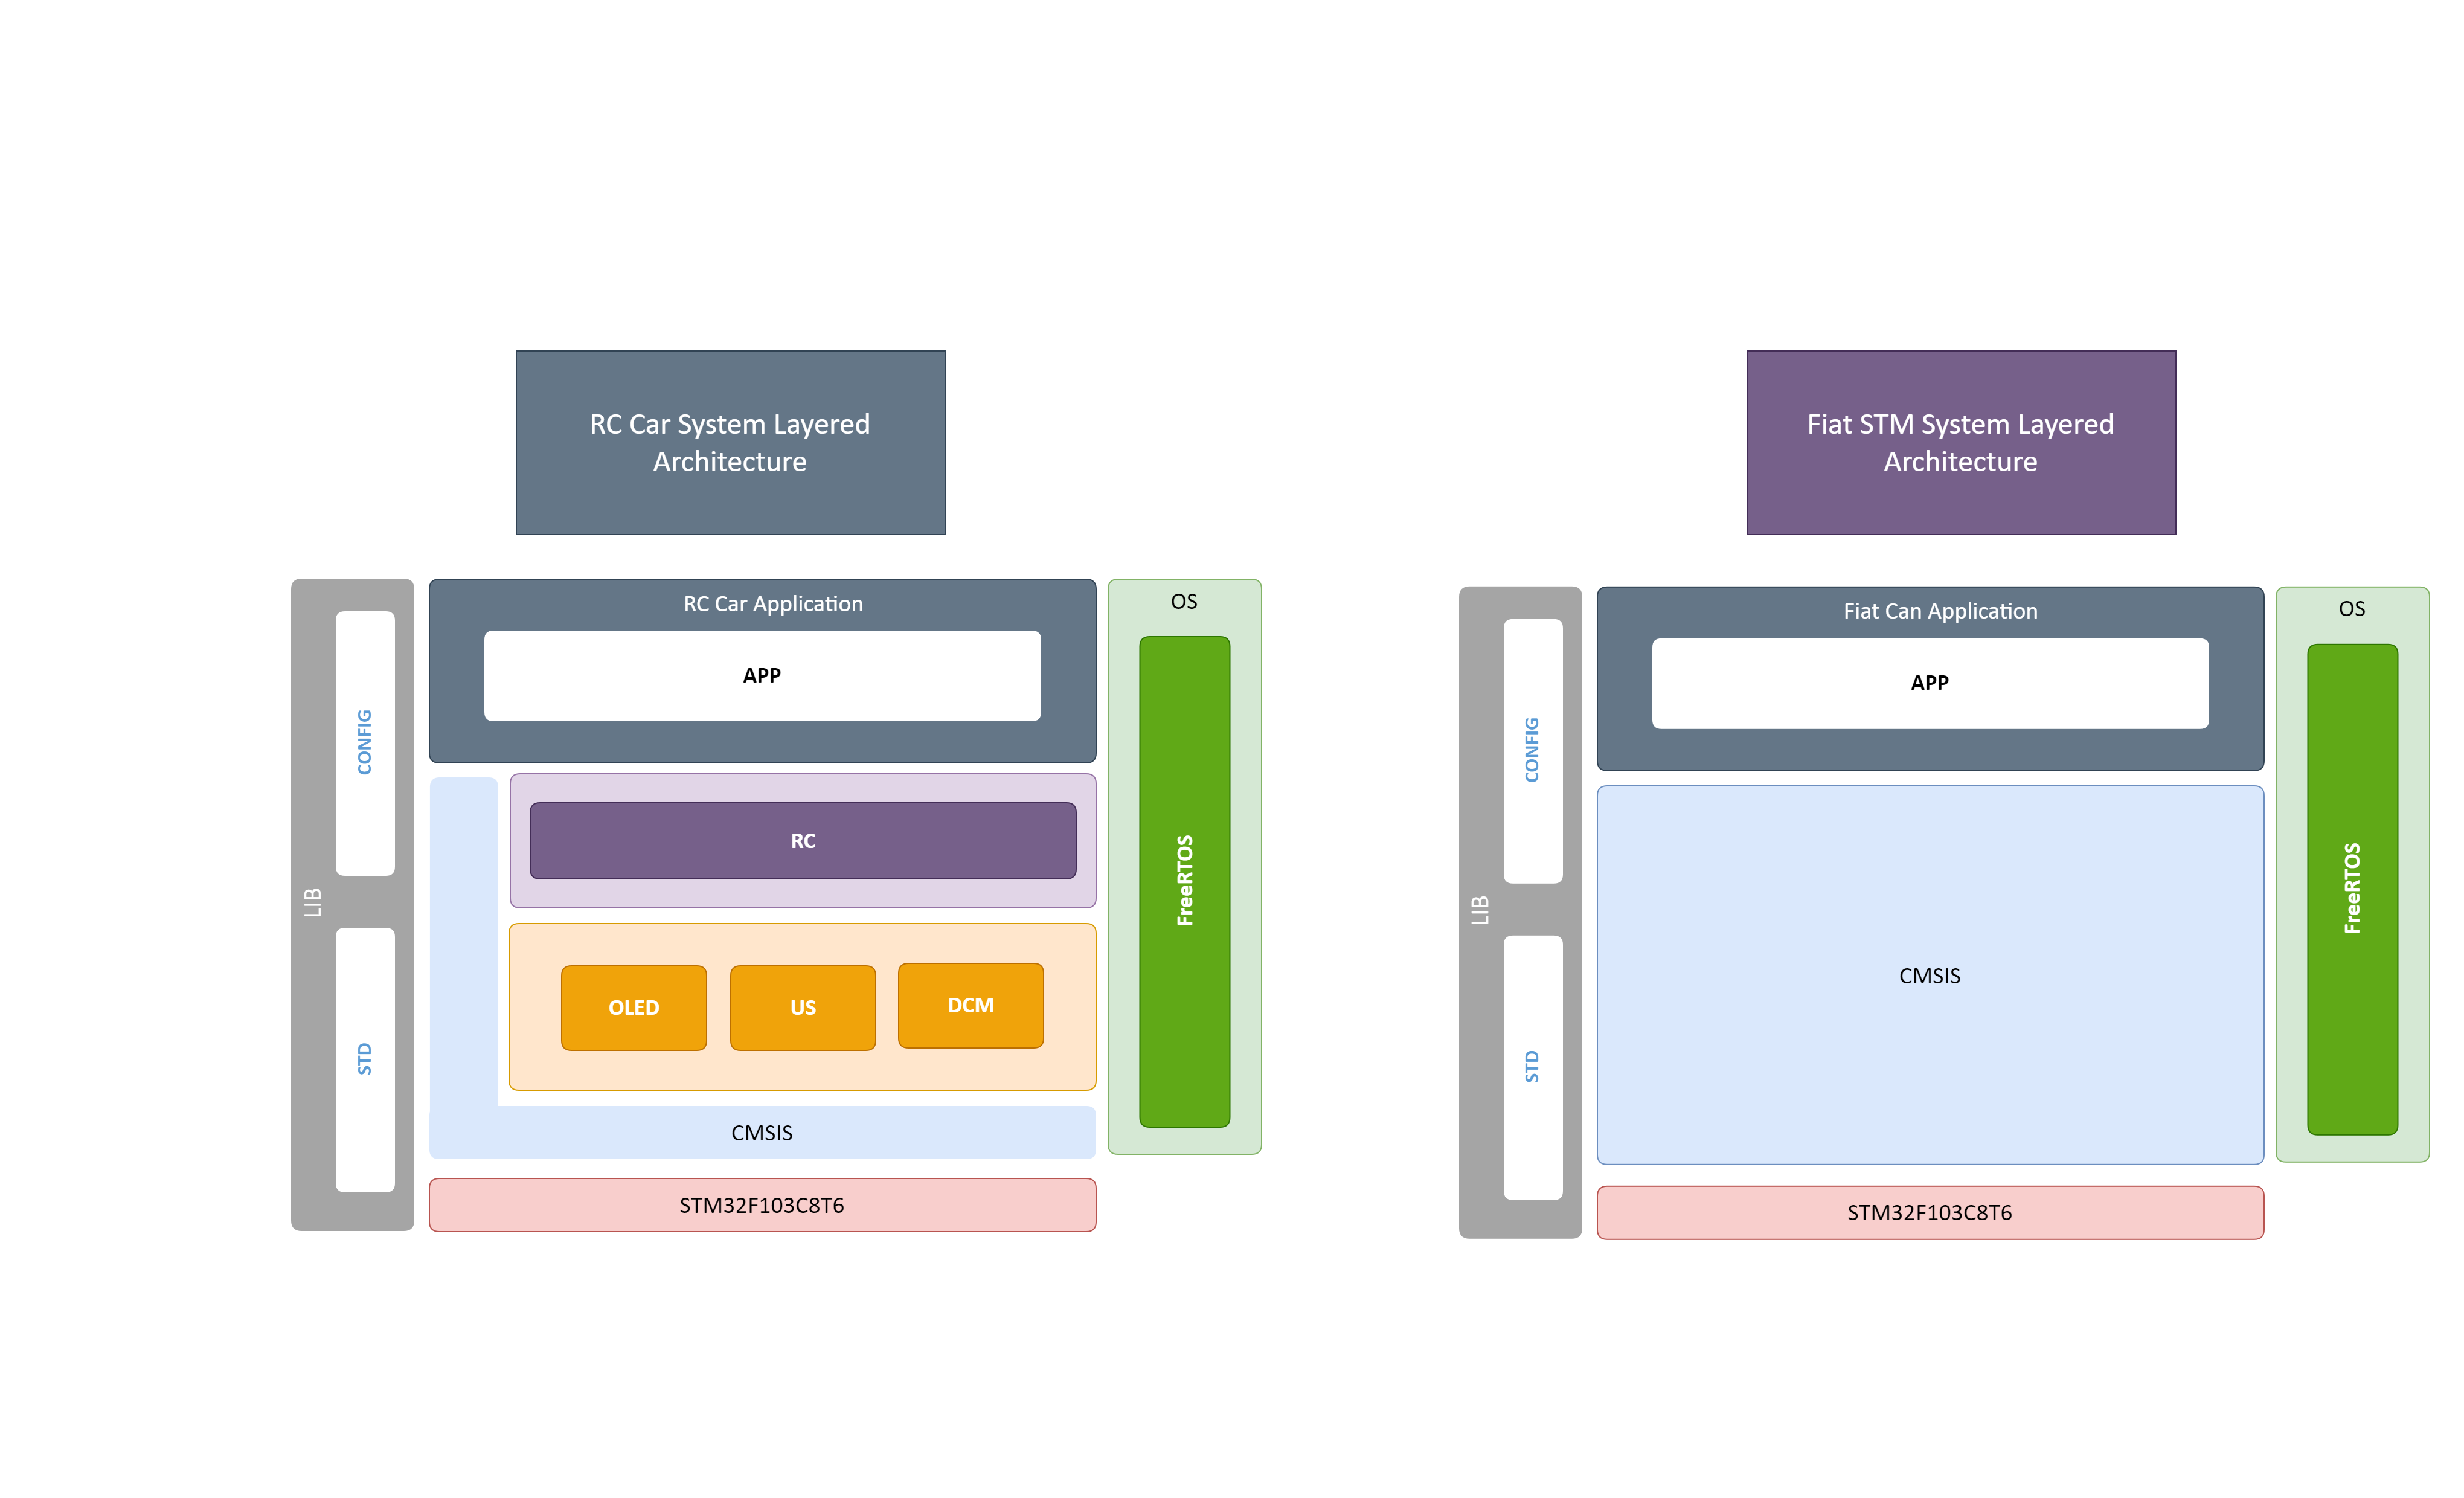 RC Car System Layered
Architecture
RC Car Application
APP
OS
CONFIG
LIB
STD
RC
FreeRTOS
OLED
US
DCM
CMSIS
STM32F103C8T6
Fiat STM System Layered
Architecture
Fiat Can Application
APP
OS
CONFIG
LIB
STD
FreeRTOS
CMSIS
STM32F103C8T6